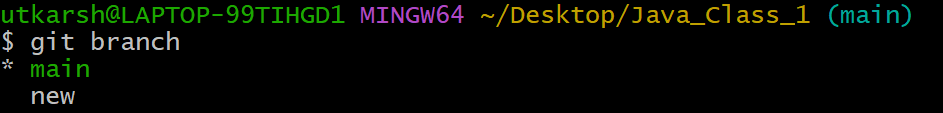 utkarsh@LAPTOP-99TIHGD1 MINGW64 ~/Desktop/Java_Class_1 (main)
$ git branch
* main
  new